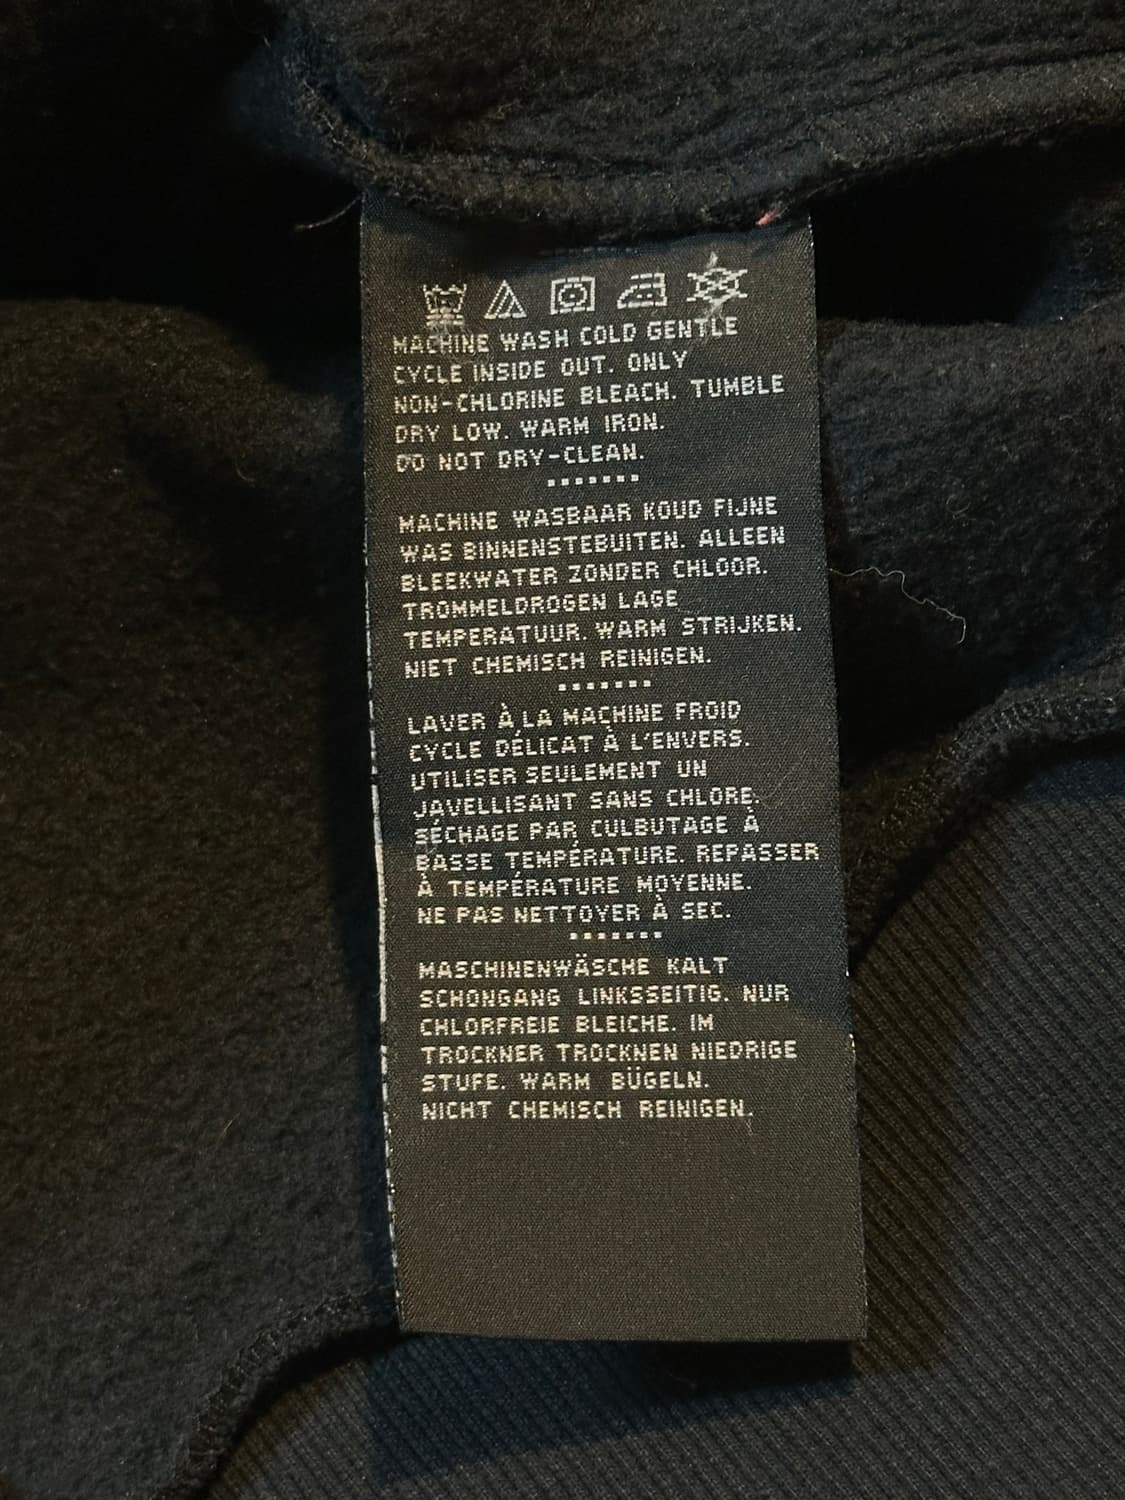 MACHINE WASH COLD GENTLE
CYCLE INSIDE OUT. ONLY
NON-CHLORINE BLEACH. TUMBLE
DRY LOW. WARM IRON.
DO NOT DRY-CLEAN.
MACHINE WASBAAR KOUD FIJNE
WAS BINNENSTEBUITEN. ALLEEN
BLEEKWATER ZONDER CHLOOR.
TROMMELDROGEN LAGE
TEMPERATUUR. WARM STRIJKEN.
NIET CHEMISCH REINIGEN.
LAVER À LA MACHINE FROID
CYCLE DÉLICAT À L'ENVERS.
UTILISER SEULEMENT UN
JAVELLISANT SANS CHLORE.
SÉCHAGE PAR CULBUTAGE À
BASSE TEMPÉRATURE. REPASSER
À TEMPÉRATURE MOYENNE.
NE PAS NETTOYER À SEC.
MASCHINENWÄSCHE KALT
SCHONGANG LINKSSEITIG. NUR
CHLORFREIE BLEICHE. IM
TROCKNER TROCKNEN NIEDRIGE
STUFE. WARM BÜGELN.
NICHT CHEMISCH REINIGEN.